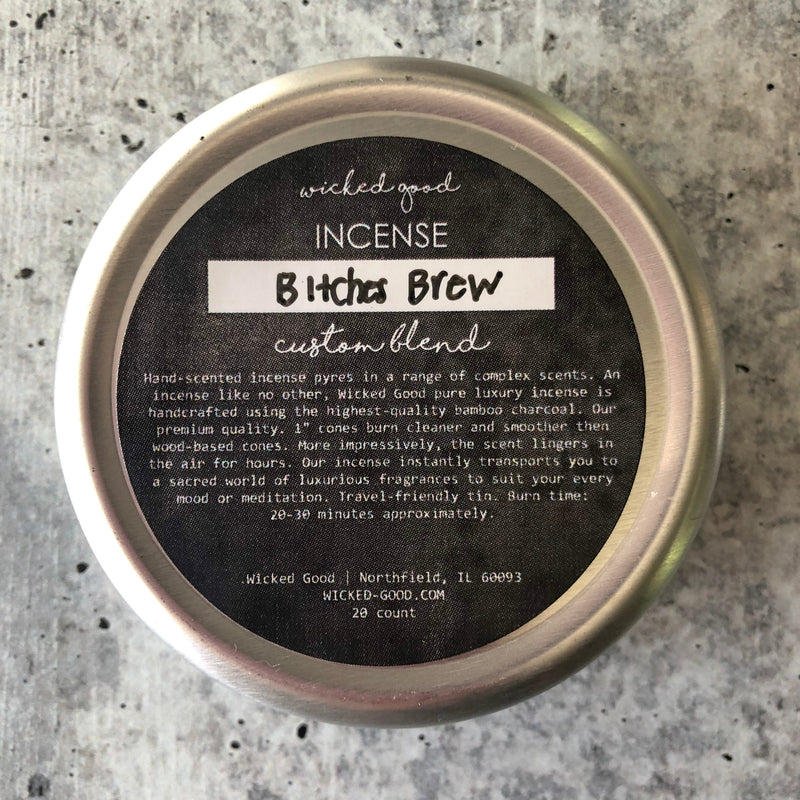 wicked good
INCENSE
Bitches Brew
custom blend
Hand-scented incense pyres in a range of complex scents. An
incense like no other, Wicked Good pure luxury incense is
handcrafted using the highest-quality bamboo charcoal. Our
premium quality, 1" cones burn cleaner and smoother then
wood-based cones. More impressively, the scent lingers in
the air for hours. Our incense instantly transports you to
a sacred world of luxurious fragrances to suit your every
mood or meditation. Travel-friendly tin. Burn time:
20-30 minutes approximately.
.Wicked Good | Northfield, IL 60093
WICKED-GOOD.COM
20 count